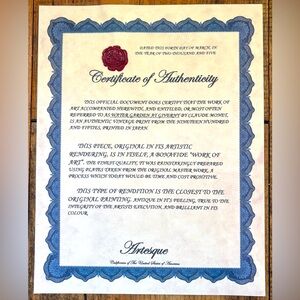 DATED THIS FORTH DAY OF MARCH, IN
THE YEAR OF TWO THOUSAND AND FIVE
Certificate of Authenticity
THIS OFFICIAL DOCUMENT DOES CERTIFY THAT THE WORK OF
ART ACCOMPANIED HEREWITH, AND ENTITLED, OR MOST OFTEN
REFERRED TO AS WATER GARDEN AT GIVERNY BY CLAUDE MONET,
IS AN AUTHENTIC VINTAGE PRINT FROM THE NINETEEN HUNDRED
AND FIFTIES, PRINTED IN JAPAN
THIS PIECE, ORIGINAL IN ITS ARTISTIC
RENDERING, IS IN ITSELF, A BONAFIDE "WORK OF
ART". THE FINEST QUALITY, IT WAS PAINSTAKINGLY PREPARED
USING PLATES TAKEN FROM THE ORIGINAL MASTER WORK, A
PROCESS WHICH TODAY WOULD BE TIME AND COST PROHIBITIVE.
THIS TYPE OF RENDITION IS THE CLOSEST TO THE
ORIGINAL PAINTING. ANTIQUE IN ITS FEELING, TRUE TO THE
INTEGRITY OF THE ARTISTS EXECUTION, AND BRILLIANT IN ITS
COLOUR.
Artesque
California of The United States of America